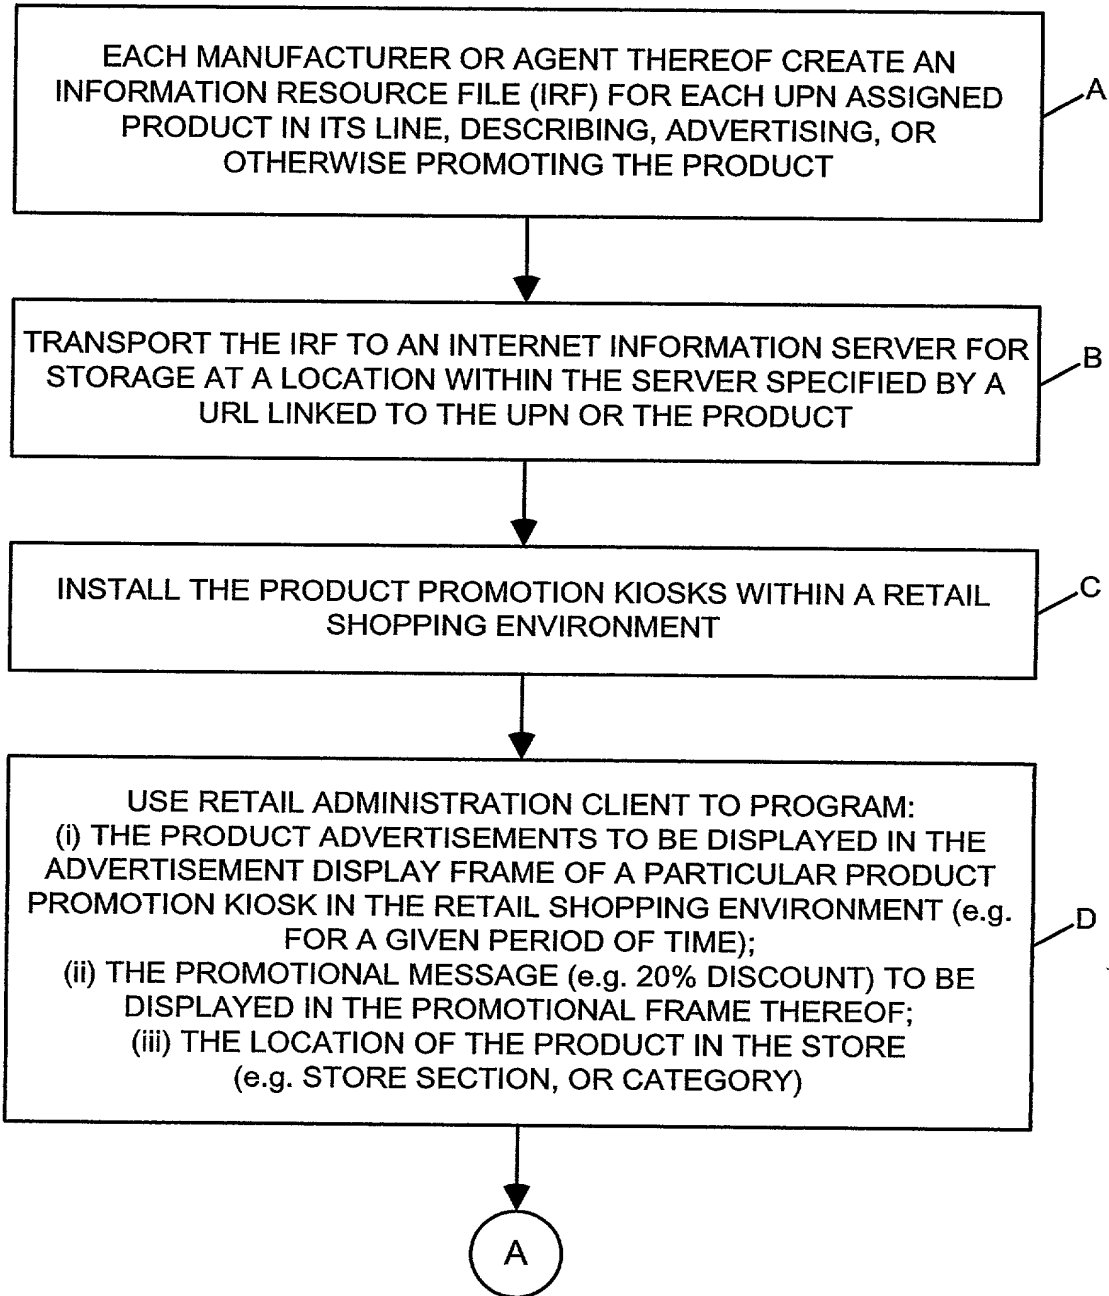 EACH MANUFACTURER OR AGENT THEREOF CREATE AN
INFORMATION RESOURCE FILE (IRF) FOR EACH UPN ASSIGNED
PRODUCT IN ITS LINE, DESCRIBING, ADVERTISING, OR
OTHERWISE PROMOTING THE PRODUCT
A
TRANSPORT THE IRF TO AN INTERNET INFORMATION SERVER FOR
STORAGE AT A LOCATION WITHIN THE SERVER SPECIFIED BY A
URL LINKED TO THE UPN OR THE PRODUCT
B
INSTALL THE PRODUCT PROMOTION KIOSKS WITHIN A RETAIL
SHOPPING ENVIRONMENT
C
USE RETAIL ADMINISTRATION CLIENT TO PROGRAM:
(i) THE PRODUCT ADVERTISEMENTS TO BE DISPLAYED IN THE
ADVERTISEMENT DISPLAY FRAME OF A PARTICULAR PRODUCT
PROMOTION KIOSK IN THE RETAIL SHOPPING ENVIRONMENT (e.g.
FOR A GIVEN PERIOD OF TIME);
(ii) THE PROMOTIONAL MESSAGE (e.g. 20% DISCOUNT) TO BE
DISPLAYED IN THE PROMOTIONAL FRAME THEREOF;
(iii) THE LOCATION OF THE PRODUCT IN THE STORE
(e.g. STORE SECTION, OR CATEGORY)
D
A